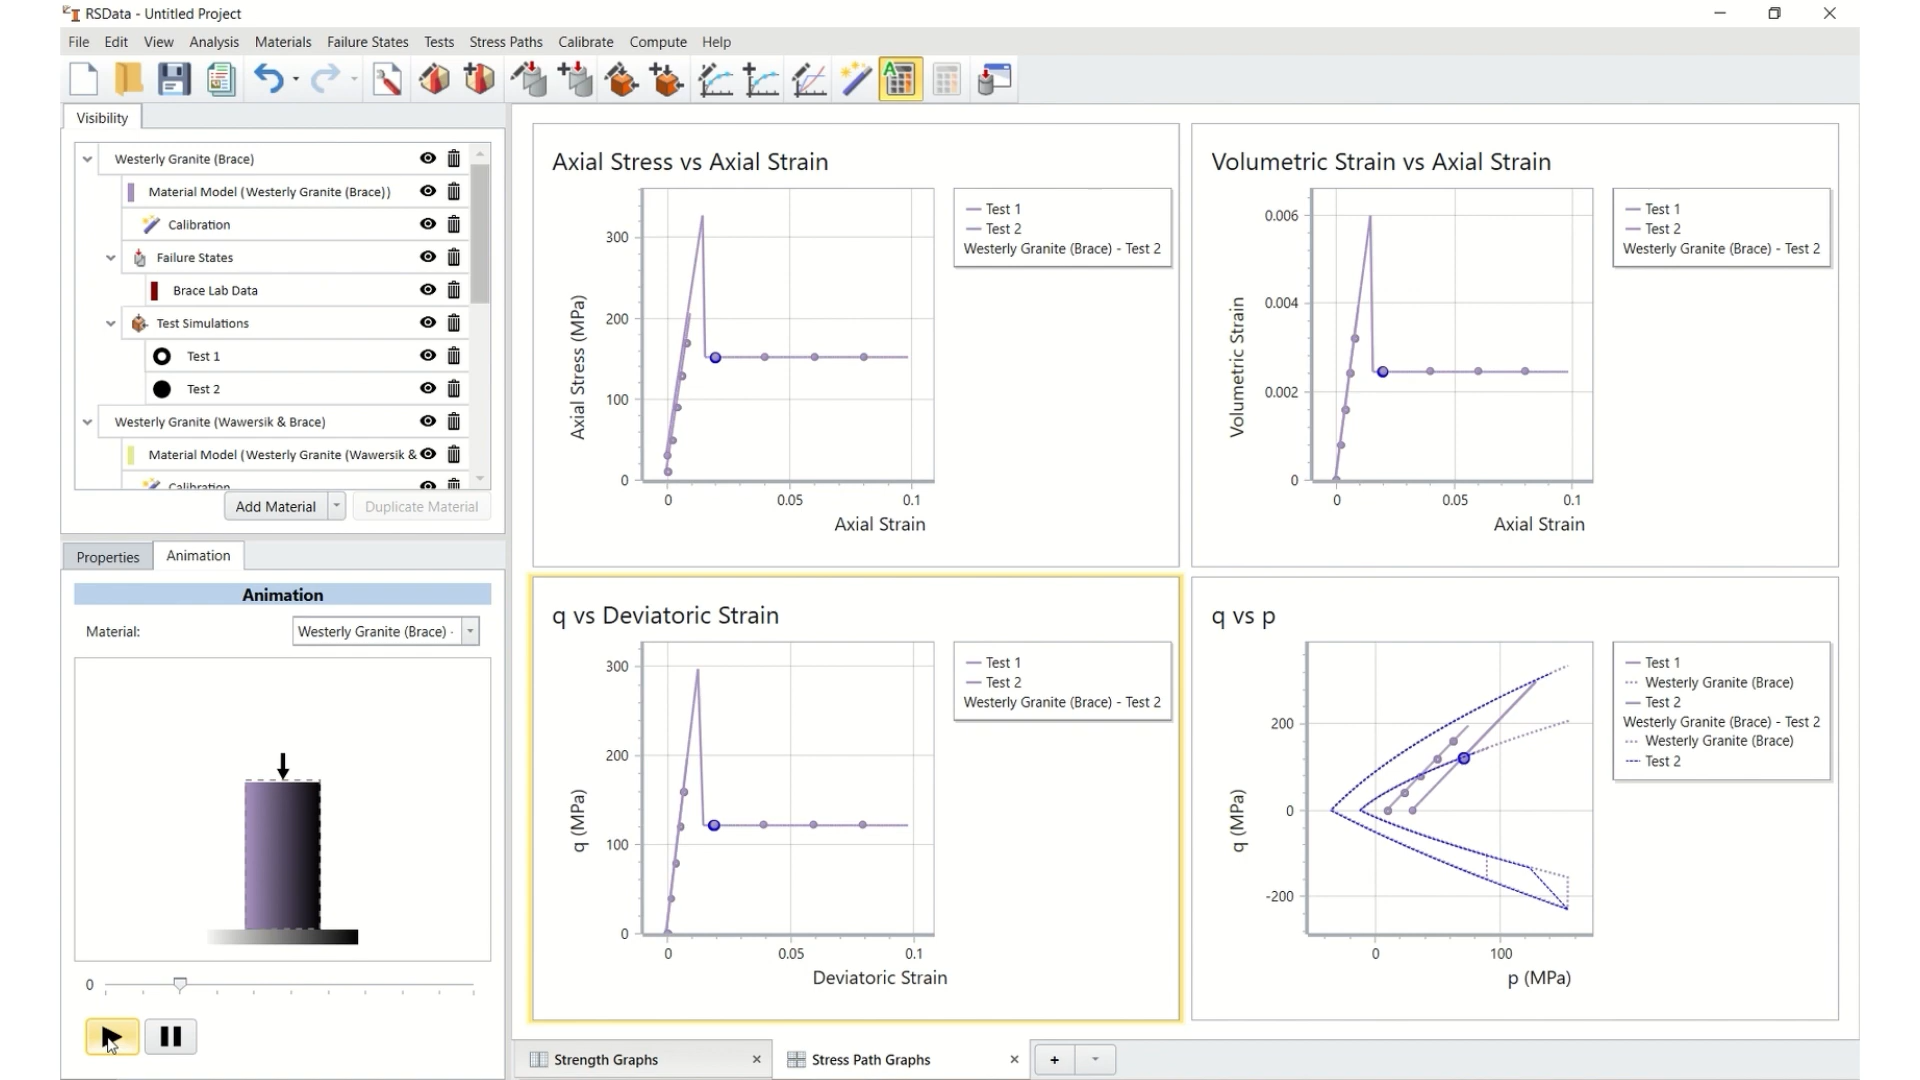 RSData - Untitled Project
File Edit View Analysis Materials Failure States Tests Stress Paths Calibrate Compute Help
Visibility
Westerly Granite (Brace)
Material Model (Westerly Granite (Brace))
Calibration
Failure States
Brace Lab Data
Test Simulations
Test 1
Test 2
Westerly Granite (Wawersik & Brace)
Material Model (Westerly Granite (Wawersik &
Calibration
Add Material
Duplicate Material
Properties
Animation
Animation
Material:
Westerly Granite (Brace) -
0
Axial Stress vs Axial Strain
300
200
100
0
Axial Stress (MPa)
0 0.05 0.1
Axial Strain
Test 1
Test 2
Westerly Granite (Brace) - Test 2
Volumetric Strain vs Axial Strain
0.006
0.004
0.002
0
Volumetric Strain
0 0.05 0.1
Axial Strain
Test 1
Test 2
Westerly Granite (Brace) - Test 2
q vs Deviatoric Strain
300
200
100
0
q (MPa)
0 0.05 0.1
Deviatoric Strain
Test 1
Test 2
Westerly Granite (Brace) - Test 2
q vs p
200
0
-200
q (MPa)
0 100
p (MPa)
Test 1
Westerly Granite (Brace)
Test 2
Westerly Granite (Brace) - Test 2
Westerly Granite (Brace)
Test 2
Strength Graphs
Stress Path Graphs